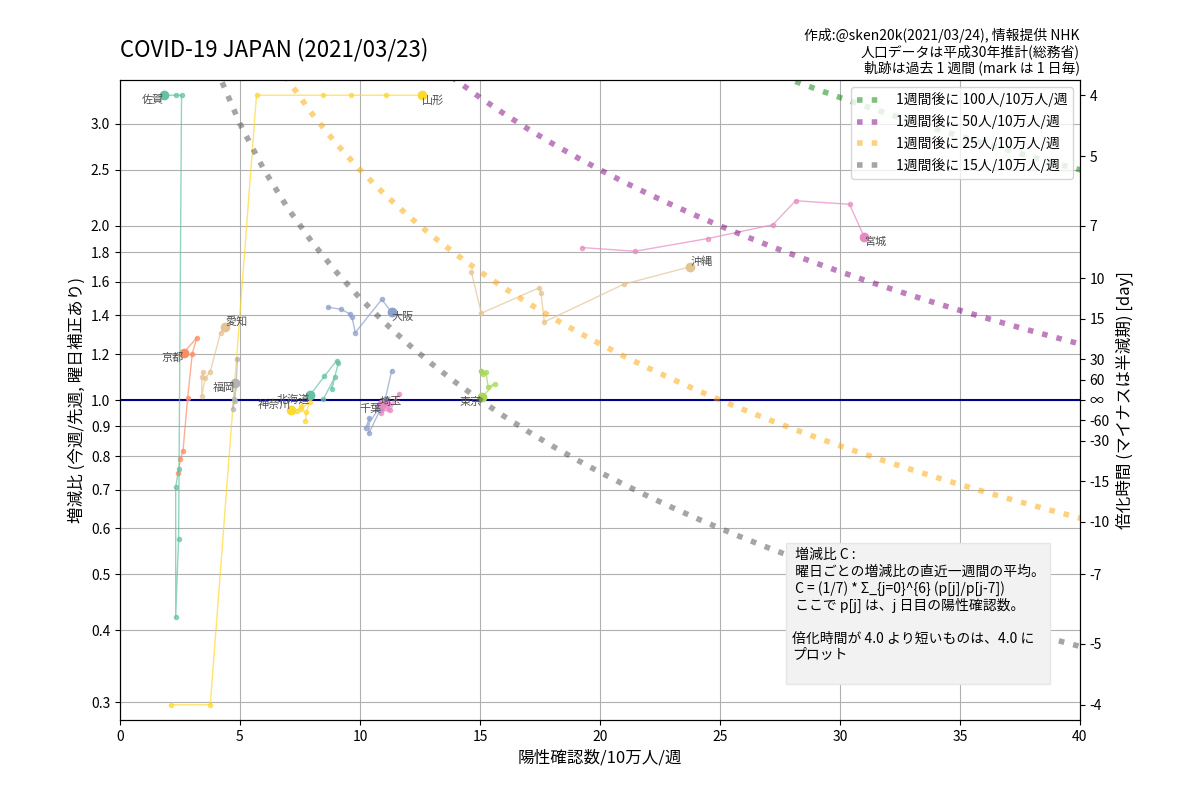 COVID-19 JAPAN (2021/03/23)
作成:@sken20k(2021/03/24), 情報提供 NHK
人口データは平成30年推計(総務省)
軌跡は過去 1 週間 (mark は 1 日毎)
1週間後に 100人/10万人/週
1週間後に 50人/10万人/週
1週間後に 25人/10万人/週
1週間後に 15人/10万人/週
佐賀
山形
宮城
沖縄
愛知
大阪
京都
福岡
北海道
神奈川
千葉
埼玉
東京
増減比 C :
曜日ごとの増減比の直近一週間の平均。
C = (1/7) * Σ_{j=0}^{6} (p[j]/p[j-7])
ここで p[j] は、j 日目の陽性確認数。
倍化時間が 4.0 より短いものは、4.0 に
プロット
増減比 (今週/先週, 曜日補正あり)
3.0
2.5
2.0
1.8
1.6
1.4
1.2
1.0
0.9
0.8
0.7
0.6
0.5
0.4
0.3
4
5
7
10
15
30
60
∞
-60
-30
-15
-10
-7
-5
-4
倍化時間 (マイナスは半減期) [day]
0 5 10 15 20 25 30 35 40
陽性確認数/10万人/週